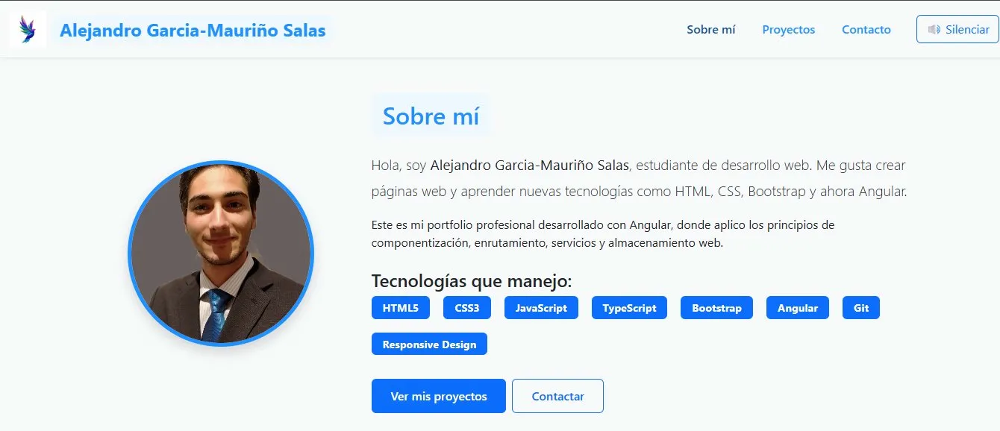 Alejandro Garcia-Mauriño Salas
Sobre mí
Proyectos
Contacto
Silenciar
Sobre mí
Hola, soy Alejandro Garcia-Mauriño Salas, estudiante de desarrollo web. Me gusta crear
páginas web y aprender nuevas tecnologías como HTML, CSS, Bootstrap y ahora Angular.
Este es mi portfolio profesional desarrollado con Angular, donde aplico los principios de
componentización, enrutamiento, servicios y almacenamiento web.
Tecnologías que manejo:
HTML5
CSS3
JavaScript
TypeScript
Bootstrap
Angular
Git
Responsive Design
Ver mis proyectos
Contactar